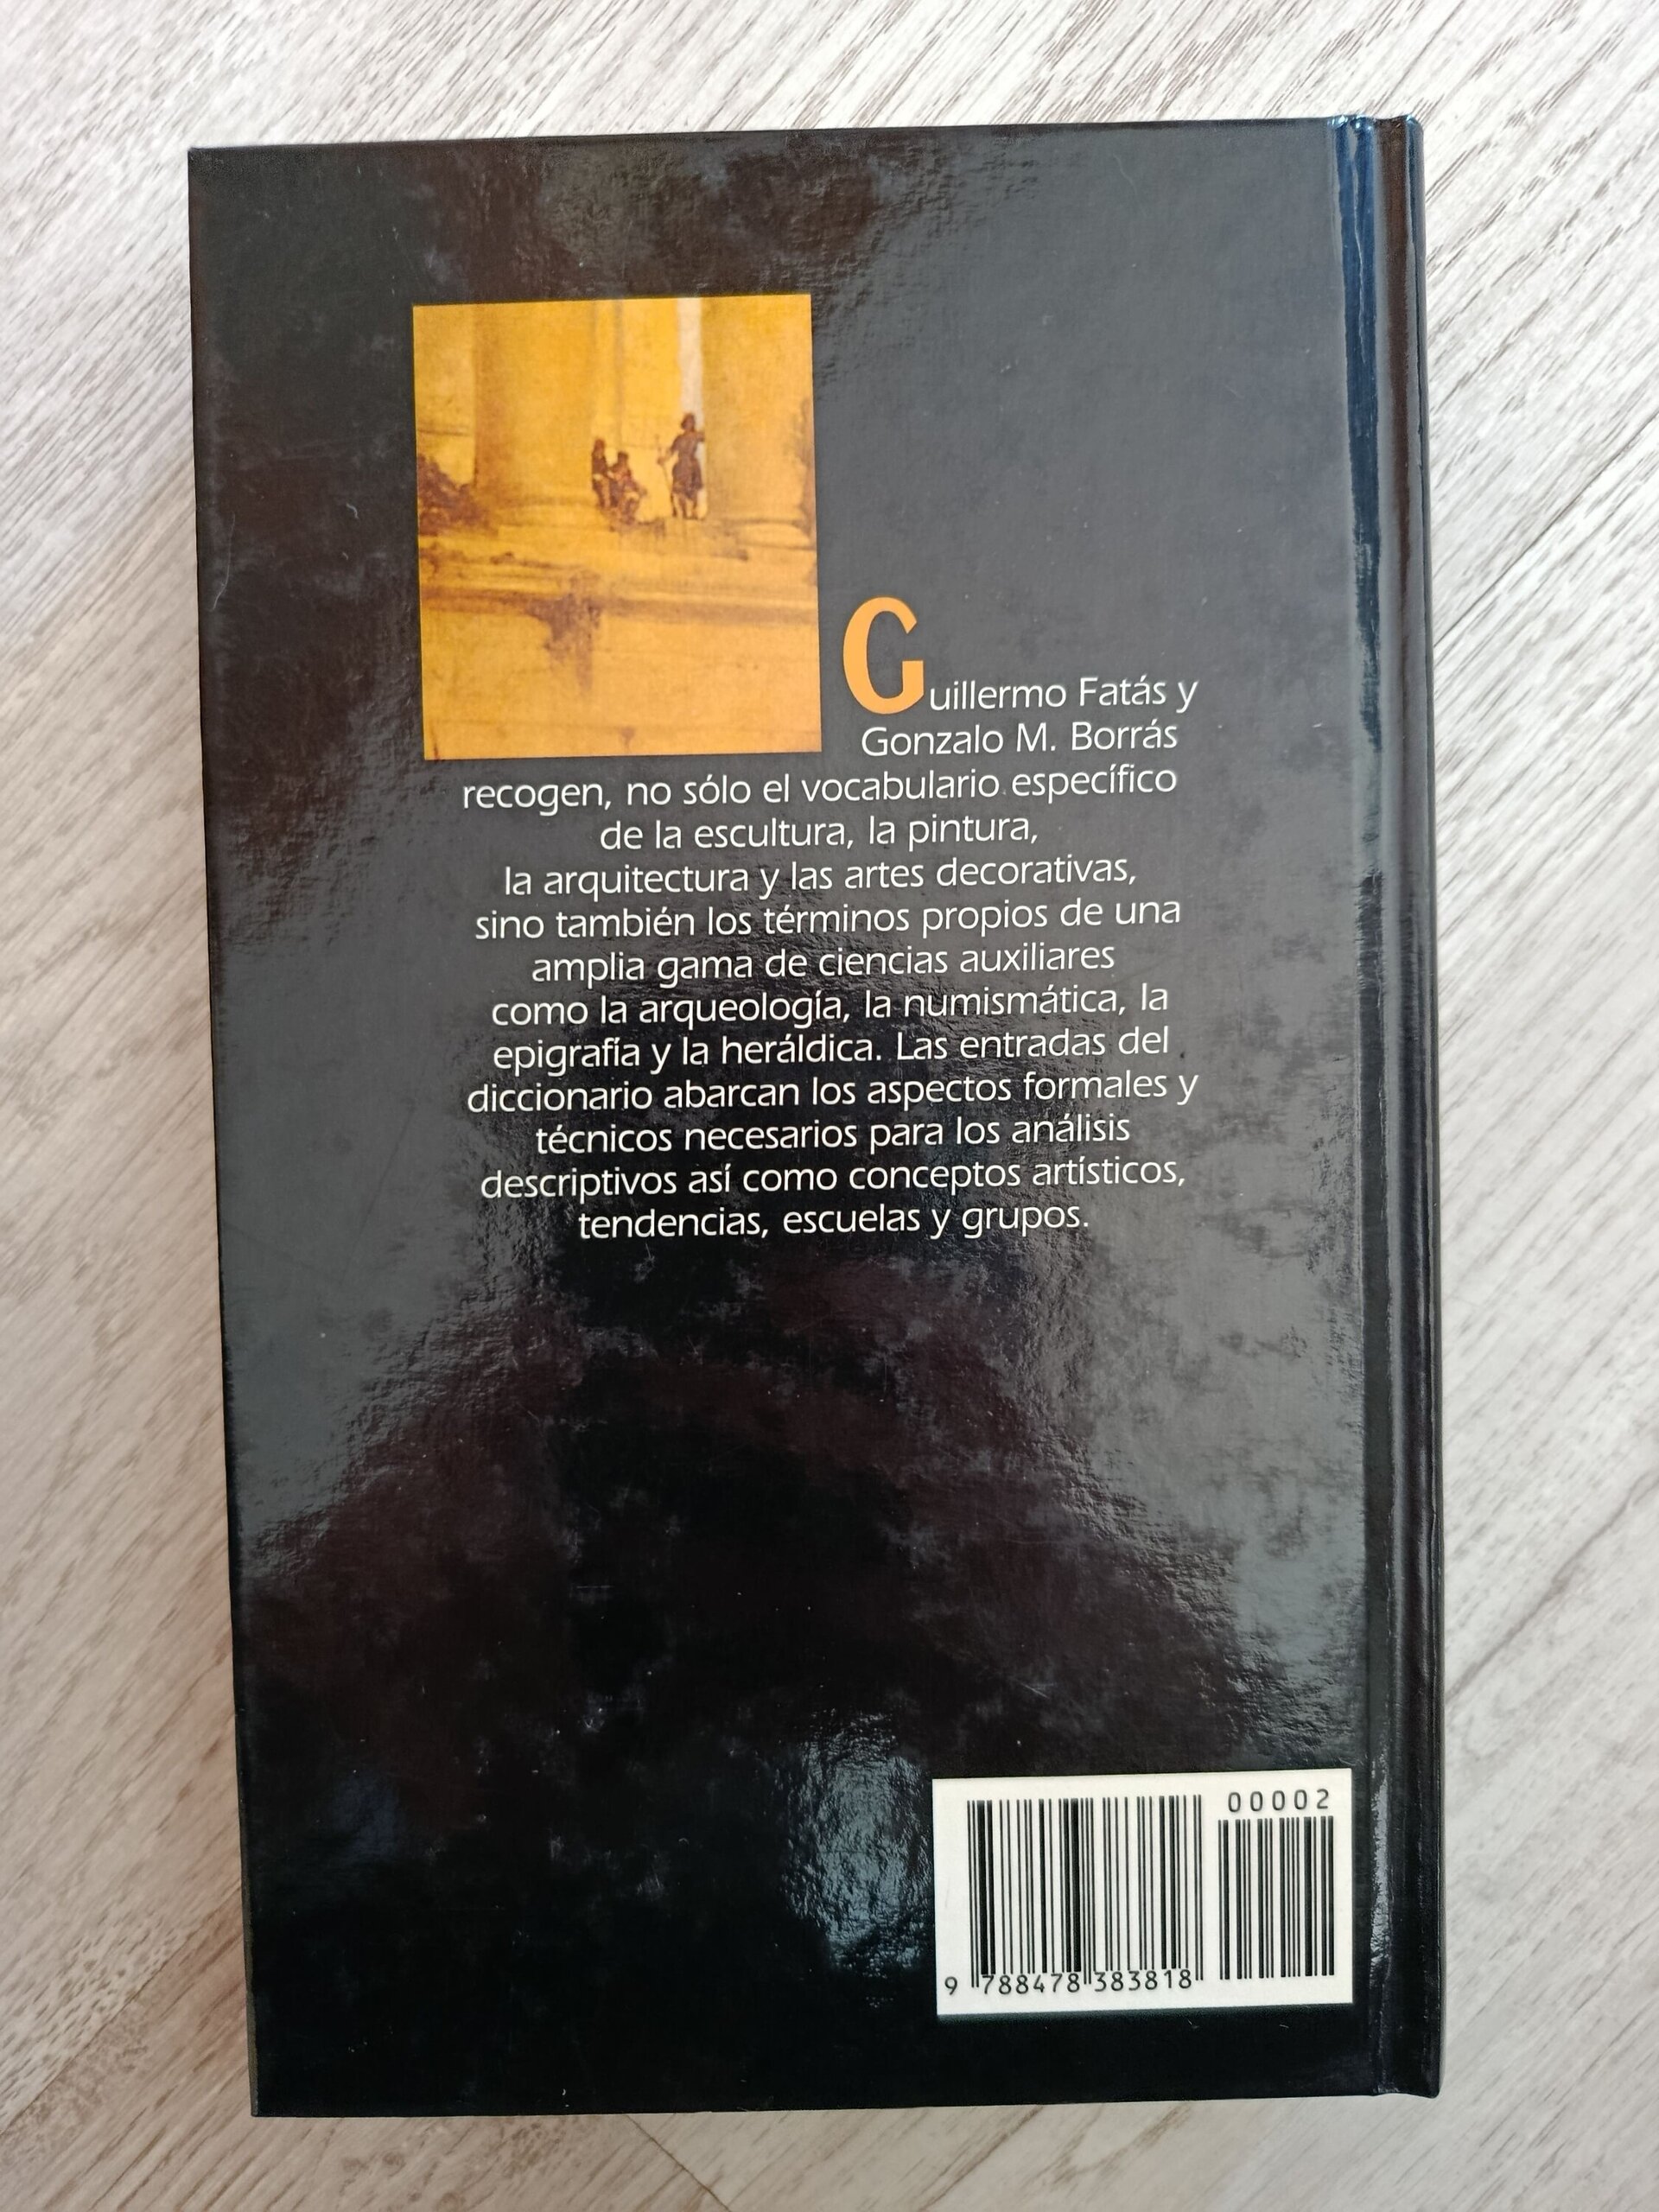 Guillermo Fatás y
Gonzalo M. Borrás
recogen, no sólo el vocabulario específico
de la escultura, la pintura,
la arquitectura y las artes decorativas,
sino también los términos propios de una
amplia gama de ciencias auxiliares
como la arqueología, la numismática, la
epigrafía y la heráldica. Las entradas del
diccionario abarcan los aspectos formales y
técnicos necesarios para los análisis
descriptivos así como conceptos artísticos,
tendencias, escuelas y grupos.
00002
9 788478 383818